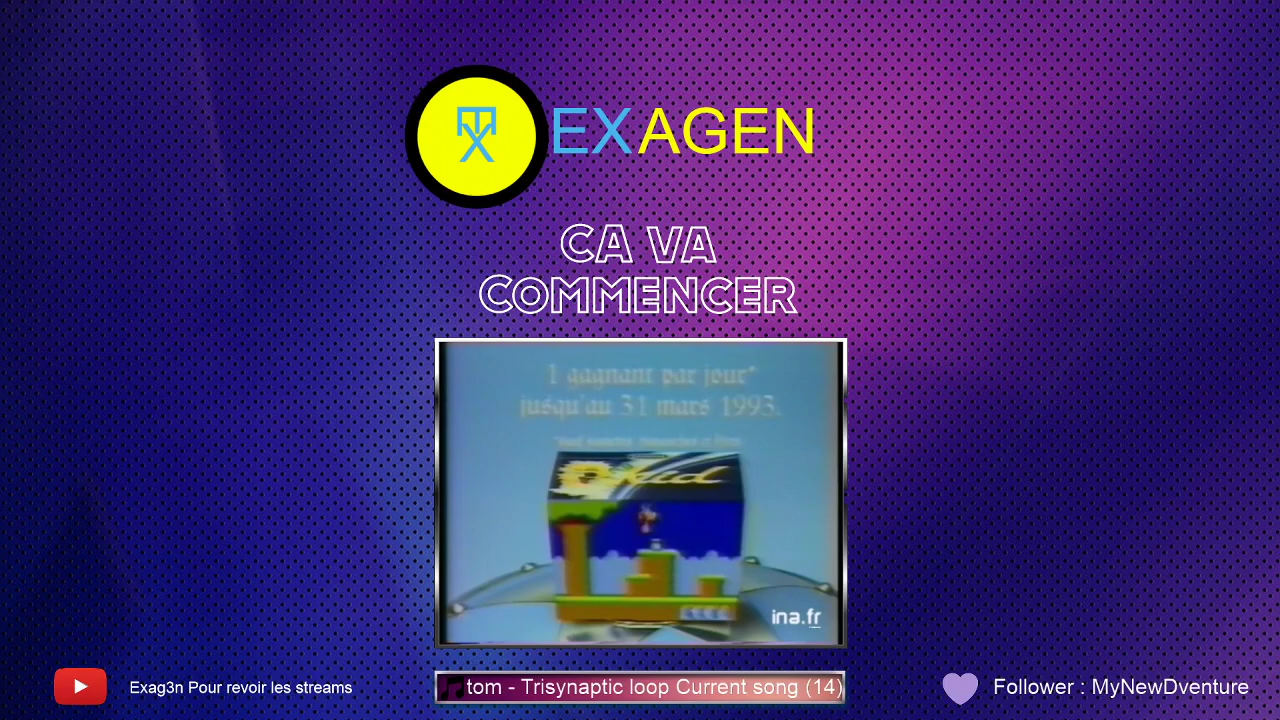 EXAGEN
CA VA
COMMENCER
1 gagnant par jour*
jusqu'au 31 mars 1993.
ina.fr
Exag3n Pour revoir les streams
tom - Trisynaptic loop Current song (14)
Follower : MyNewDventure